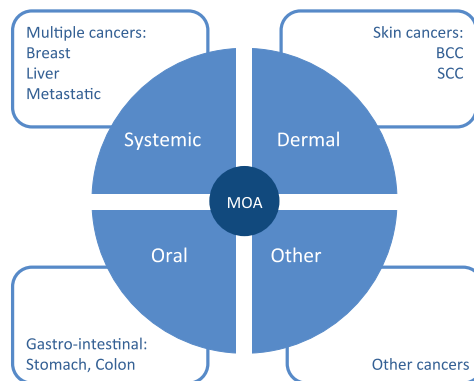 Multiple cancers:
Breast
Liver
Metastatic
Skin cancers:
BCC
SCC
Systemic
Dermal
MOA
Oral
Other
Gastro-intestinal:
Stomach, Colon
Other cancers